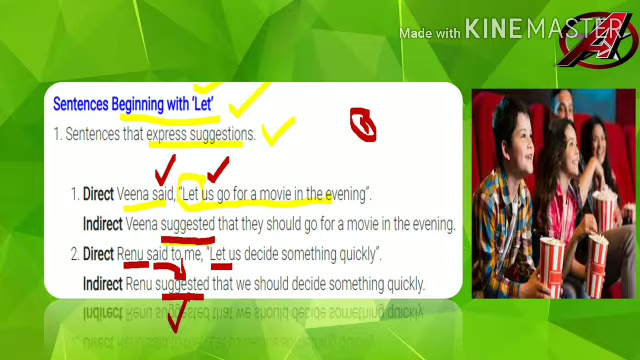 Made with KINEMASTER
Sentences Beginning with ‘Let’
1. Sentences that express suggestions.
1. Direct Veena said, “Let us go for a movie in the evening”.
Indirect Veena suggested that they should go for a movie in the evening.
2. Direct Renu said to me, “Let us decide something quickly”.
Indirect Renu suggested that we should decide something quickly.